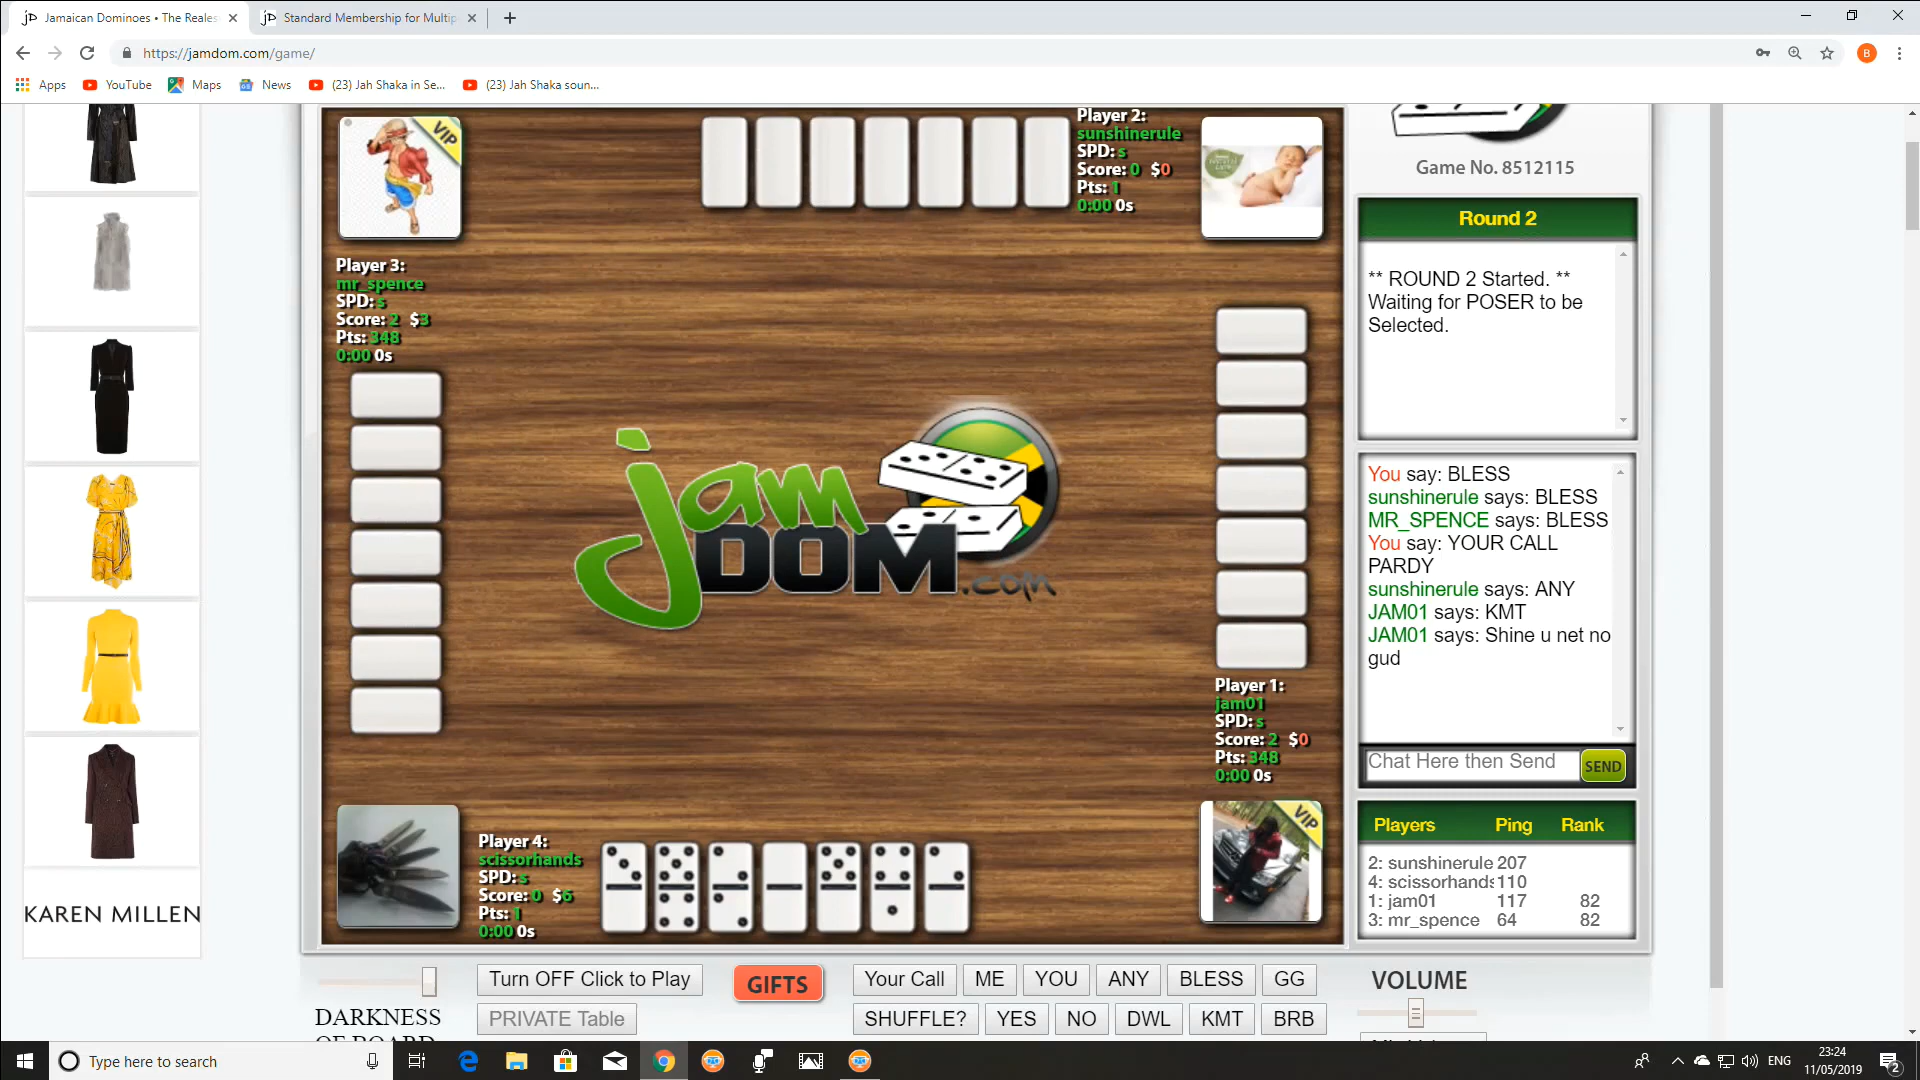 Jamaican Dominoes • The Reales
Standard Membership for Multip
https://jamdom.com/game/
B
Apps
YouTube
Maps
News
(23) Jah Shaka in Se...
(23) Jah Shaka soun...
VIP
Player 2:
sunshinerule
SPD: s
Score: 0 $0
Pts: 1
0:00 0s
Player 3:
mr_spence
SPD: s
Score: 2 $3
Pts: 348
0:00 0s
jam
DOM.com
Player 1:
jam01
SPD: s
Score: 2 $0
Pts: 348
0:00 0s
VIP
Player 4:
scissorhands
SPD: s
Score: 0 $6
Pts: 1
0:00 0s
Game No. 8512115
Round 2
** ROUND 2 Started. **
Waiting for POSER to be
Selected.
You say: BLESS
sunshinerule says: BLESS
MR_SPENCE says: BLESS
You say: YOUR CALL
PARDY
sunshinerule says: ANY
JAM01 says: KMT
JAM01 says: Shine u net no
gud
Chat Here then Send
SEND
Players Ping Rank
2: sunshinerule 207
4: scissorhands 110
1: jam01 117 82
3: mr_spence 64 82
KAREN MILLEN
DARKNESS
OF BOARD
Turn OFF Click to Play
PRIVATE Table
GIFTS
Your Call ME YOU ANY BLESS GG
SHUFFLE? YES NO DWL KMT BRB
VOLUME
Type here to search
ENG
23:24
11/05/2019
2